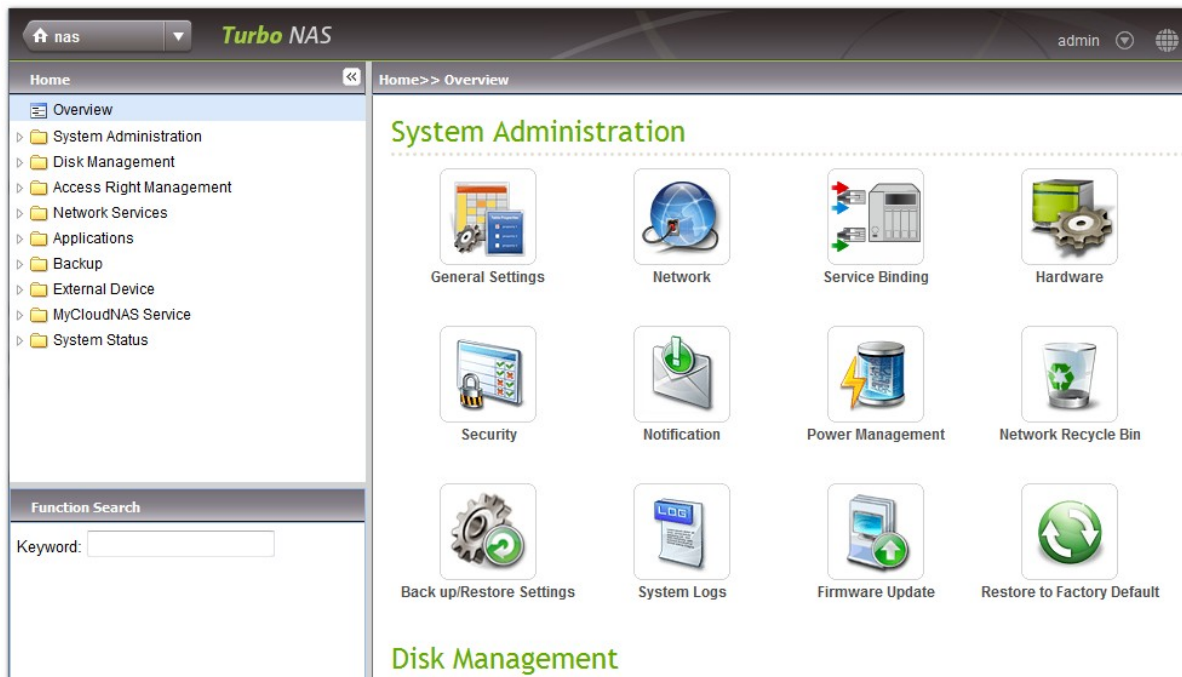 nas
Turbo NAS
admin
Home
Home>> Overview
Overview
System Administration
Disk Management
Access Right Management
Network Services
Applications
Backup
External Device
MyCloudNAS Service
System Status
Function Search
Keyword:
System Administration
General Settings
Network
Service Binding
Hardware
Security
Notification
Power Management
Network Recycle Bin
LOG
Back up/Restore Settings
System Logs
Firmware Update
Restore to Factory Default
Disk Management